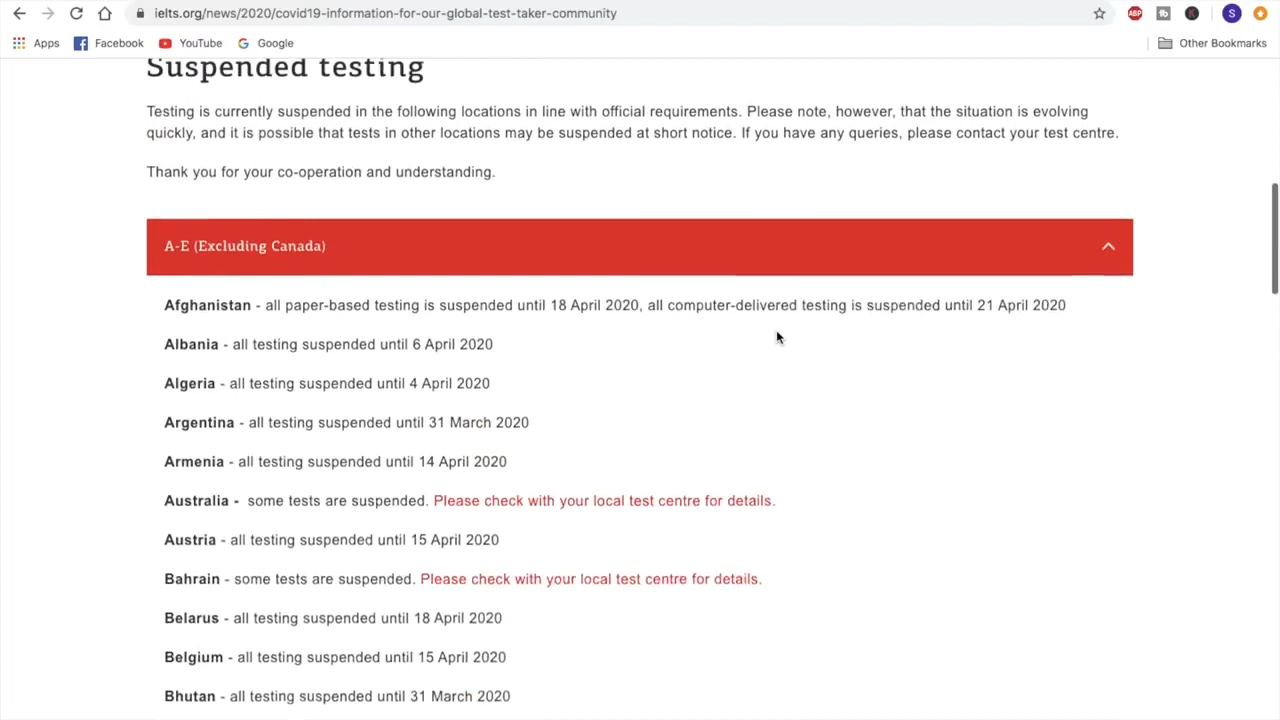 ielts.org/news/2020/covid19-information-for-our-global-test-taker-community
ABP
S
Apps
Facebook
YouTube
Google
Other Bookmarks
Suspended testing
Testing is currently suspended in the following locations in line with official requirements. Please note, however, that the situation is evolving
quickly, and it is possible that tests in other locations may be suspended at short notice. If you have any queries, please contact your test centre.
Thank you for your co-operation and understanding.
A-E (Excluding Canada)
Afghanistan - all paper-based testing is suspended until 18 April 2020, all computer-delivered testing is suspended until 21 April 2020
Albania - all testing suspended until 6 April 2020
Algeria - all testing suspended until 4 April 2020
Argentina - all testing suspended until 31 March 2020
Armenia - all testing suspended until 14 April 2020
Australia - some tests are suspended. Please check with your local test centre for details.
Austria - all testing suspended until 15 April 2020
Bahrain - some tests are suspended. Please check with your local test centre for details.
Belarus - all testing suspended until 18 April 2020
Belgium - all testing suspended until 15 April 2020
Bhutan - all testing suspended until 31 March 2020